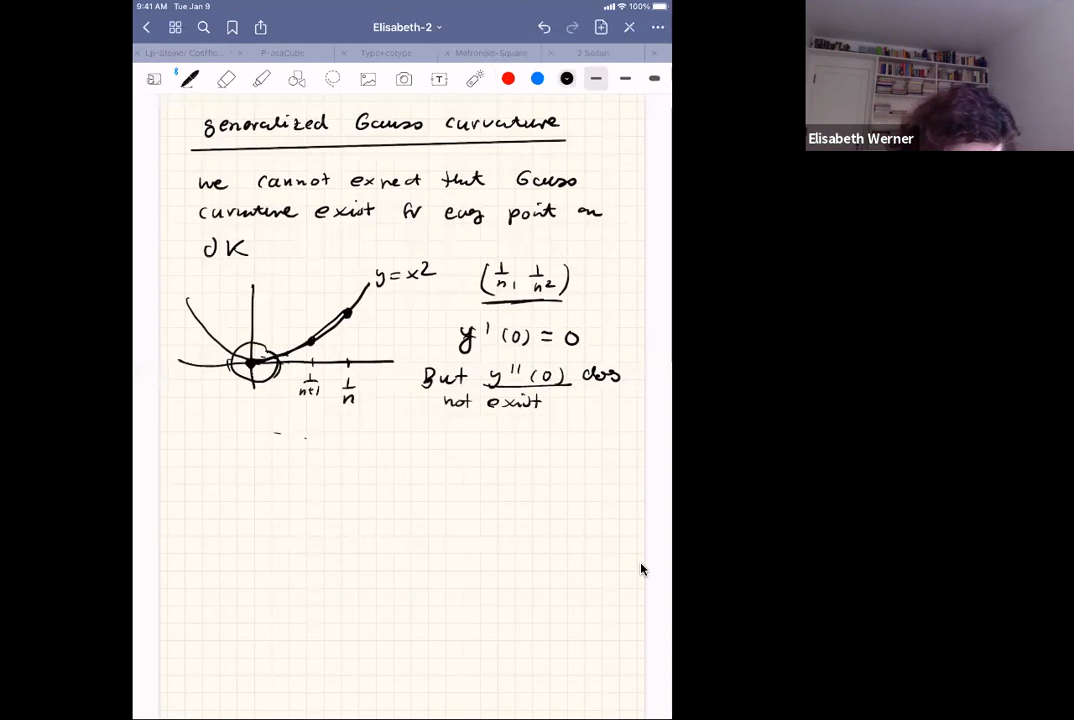 9:41 AM Tue Jan 9
100%
Elisabeth-2
Lp-Steiner Coeffic...
P-asaCube
Type+cotype
Metronoid-Square
2 Soiten
Elisabeth Werner
generalized Gauss curvature
we cannot expect that Gauss
curvature exist for every point on
∂K
y = x²
(1/n, 1/n²)
y'(0) = 0
But y''(0) does
not exist
1/n+1
1/n